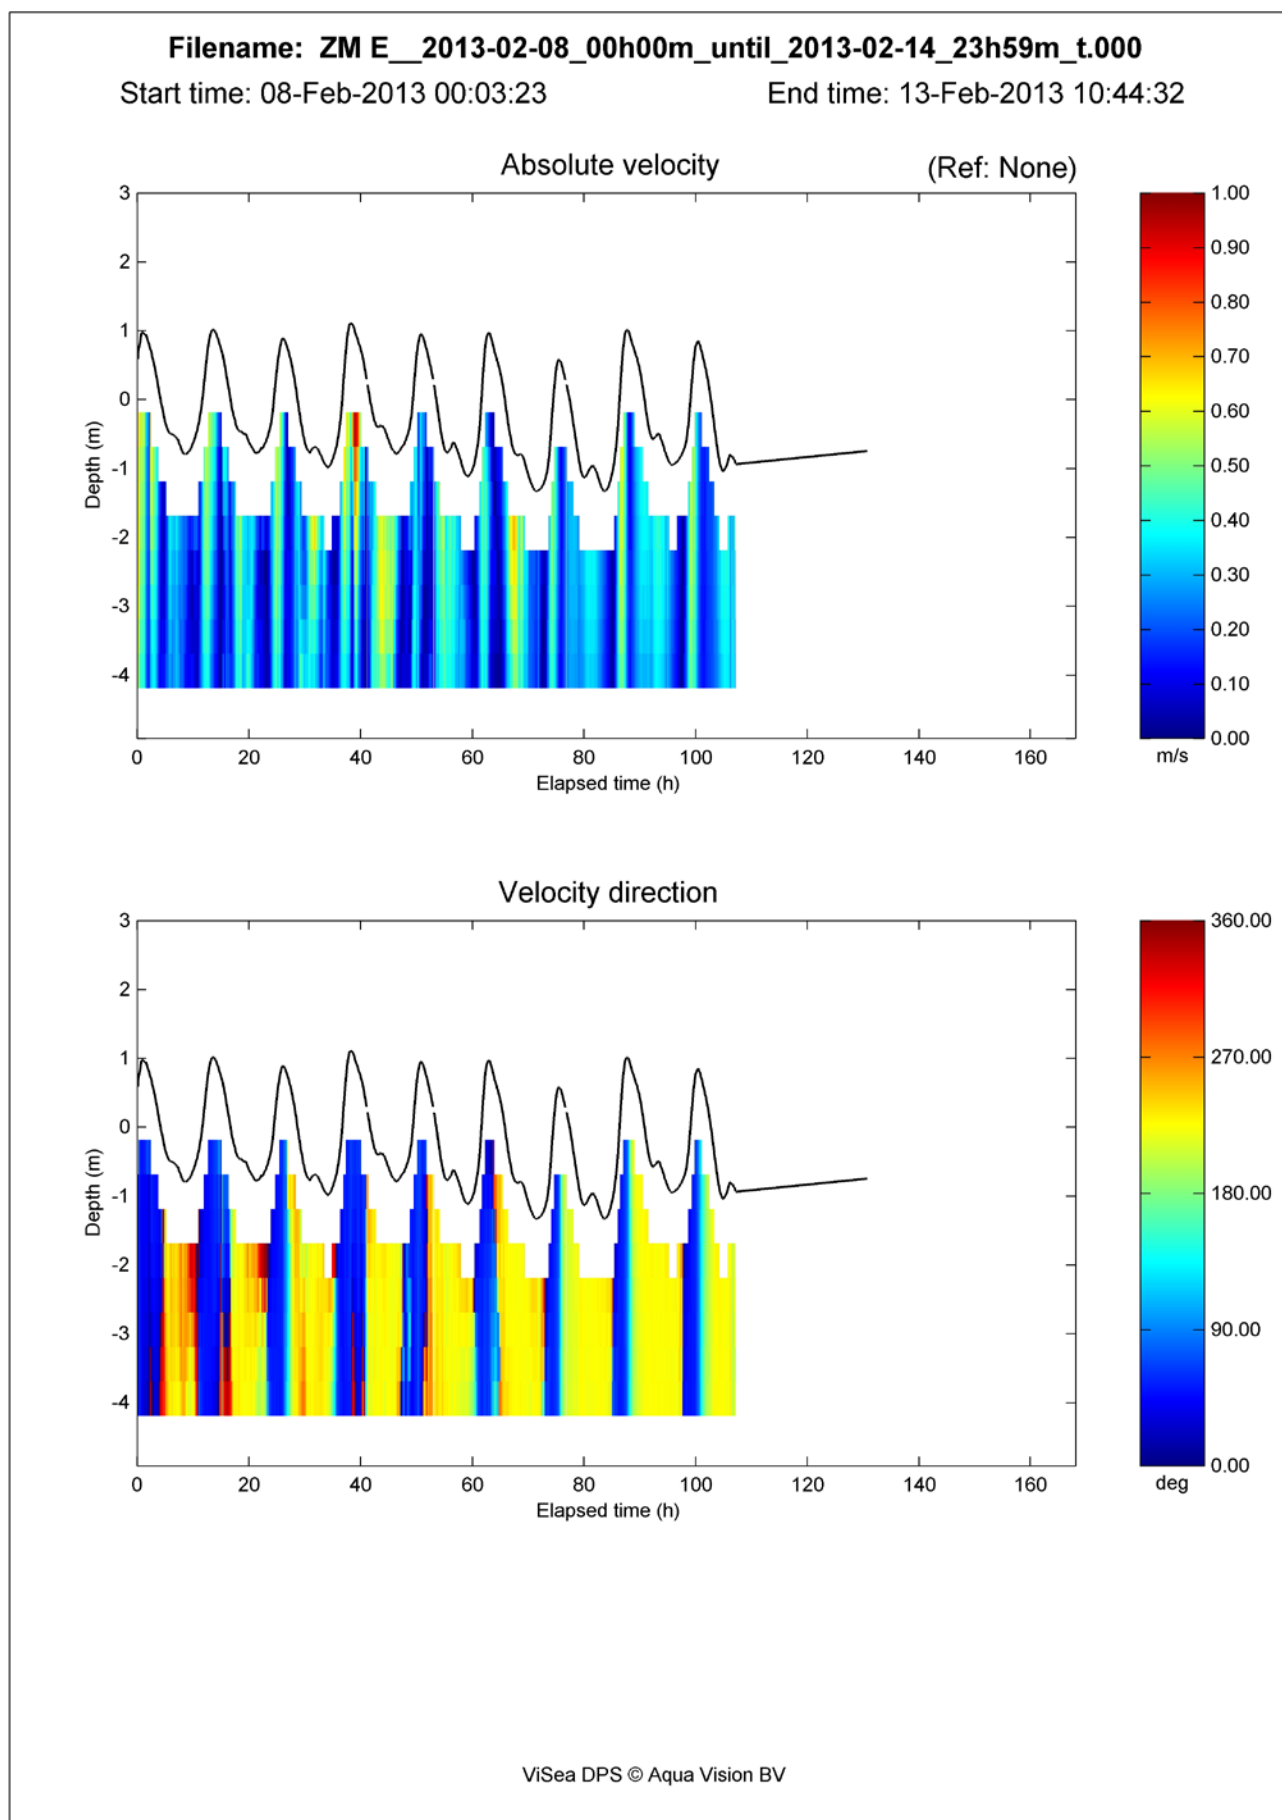 Filename:  ZM E__2013-02-08_00h00m_until_2013-02-14_23h59m_t.000
Start time: 08-Feb-2013 00:03:23 End time: 13-Feb-2013 10:44:32
Absolute velocity (Ref: None)
3
2
1
0
-1
-2
-3
-4
Depth (m)
0 20 40 60 80 100 120 140 160
Elapsed time (h)
1.00
0.90
0.80
0.70
0.60
0.50
0.40
0.30
0.20
0.10
0.00
m/s
Velocity direction
3
2
1
0
-1
-2
-3
-4
Depth (m)
0 20 40 60 80 100 120 140 160
Elapsed time (h)
360.00
270.00
180.00
90.00
0.00
deg
ViSea DPS © Aqua Vision BV